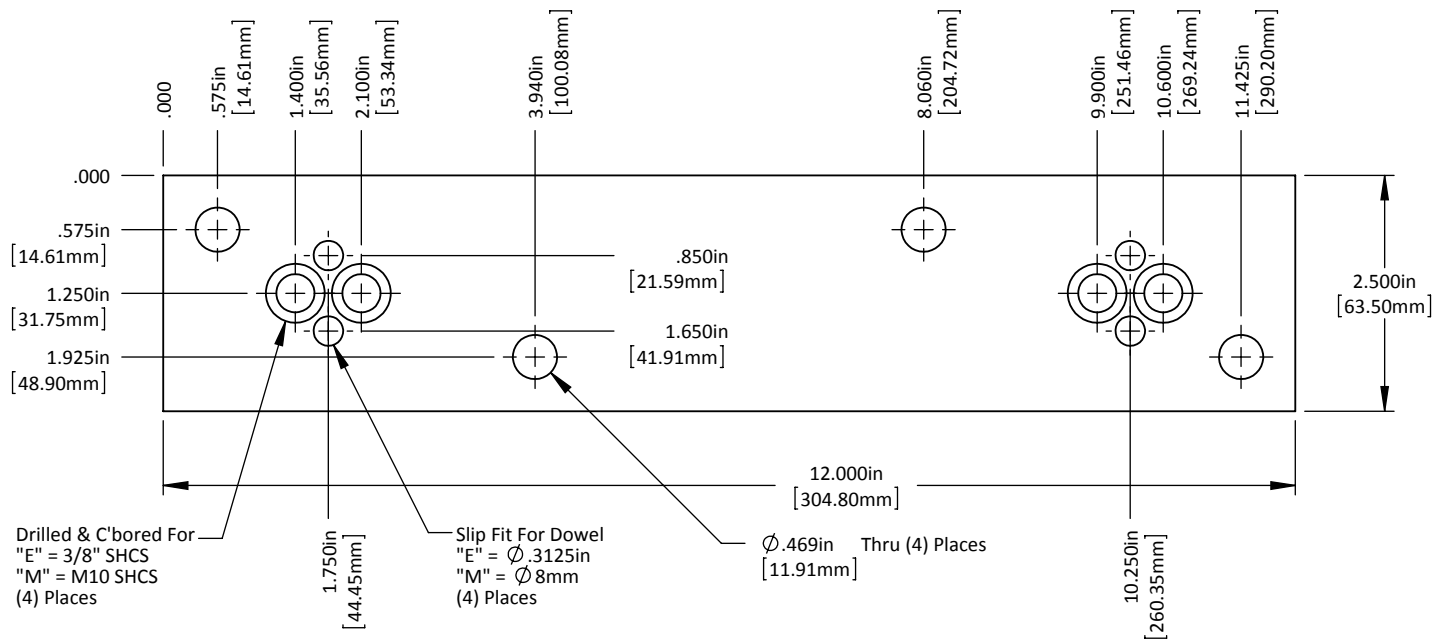 .000
.575in
[14.61mm]
1.400in
[35.56mm]
2.100in
[53.34mm]
3.940in
[100.08mm]
8.060in
[204.72mm]
9.900in
[251.46mm]
10.600in
[269.24mm]
11.425in
[290.20mm]
.000
.575in
[14.61mm]
1.250in
[31.75mm]
1.925in
[48.90mm]
.850in
[21.59mm]
1.650in
[41.91mm]
2.500in
[63.50mm]
12.000in
[304.80mm]
Drilled & C'bored For
"E" = 3/8" SHCS
"M" = M10 SHCS
(4) Places
1.750in
[44.45mm]
Slip Fit For Dowel
"E" = ∅.3125in
"M" = ∅8mm
(4) Places
∅.469in Thru (4) Places
[11.91mm]
10.250in
[260.35mm]